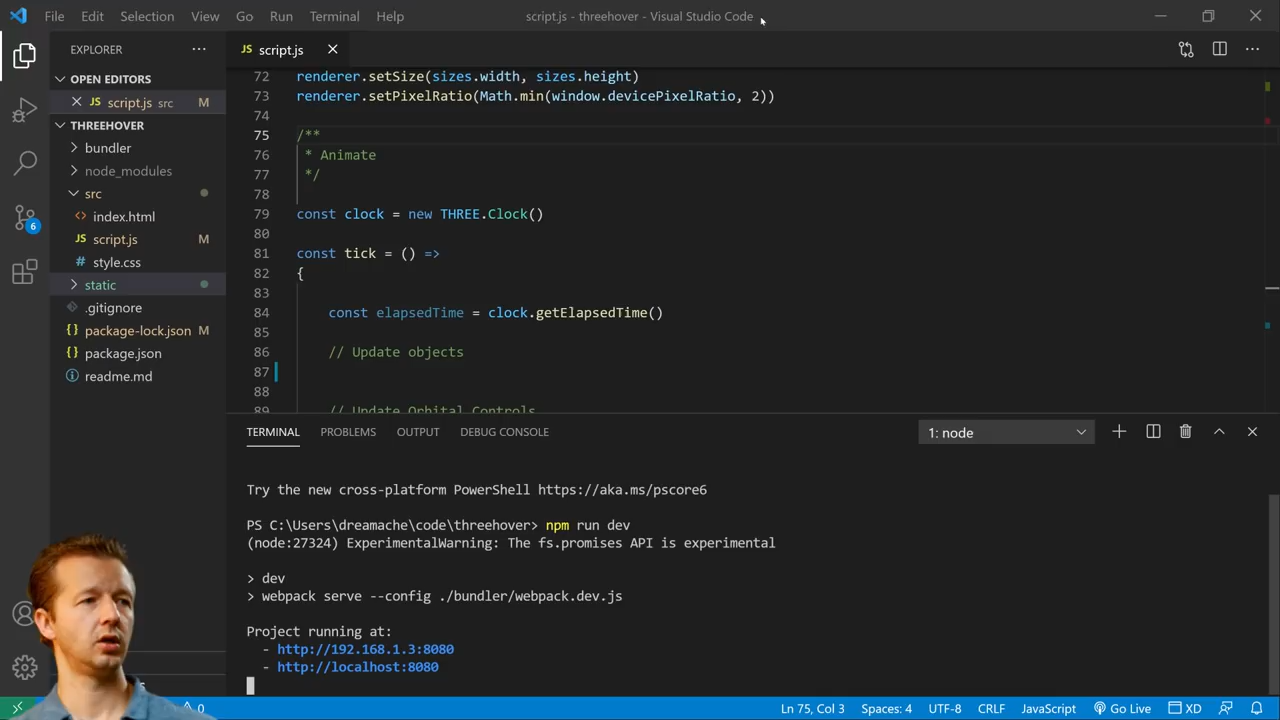 File Edit Selection View Go Run Terminal Help script.js - threehover - Visual Studio Code
EXPLORER
JS script.js
OPEN EDITORS
JS script.js src M
THREEHOVER
bundler
node_modules
src
index.html
JS script.js M
# style.css
static
.gitignore
{} package-lock.json M
{} package.json
readme.md
6
72 renderer.setSize(sizes.width, sizes.height)
73 renderer.setPixelRatio(Math.min(window.devicePixelRatio, 2))
74
75 /**
76 * Animate
77 */
78
79 const clock = new THREE.Clock()
80
81 const tick = () =>
82 {
83
84 const elapsedTime = clock.getElapsedTime()
85
86 // Update objects
87
88
89 // Update Orbital Controls
TERMINAL PROBLEMS OUTPUT DEBUG CONSOLE 1: node
Try the new cross-platform PowerShell https://aka.ms/pscore6
PS C:\Users\dreamache\code\threehover> npm run dev
(node:27324) ExperimentalWarning: The fs.promises API is experimental
> dev
> webpack serve --config ./bundler/webpack.dev.js
Project running at:
- http://192.168.1.3:8080
- http://localhost:8080
0 Ln 75, Col 3 Spaces: 4 UTF-8 CRLF JavaScript Go Live XD